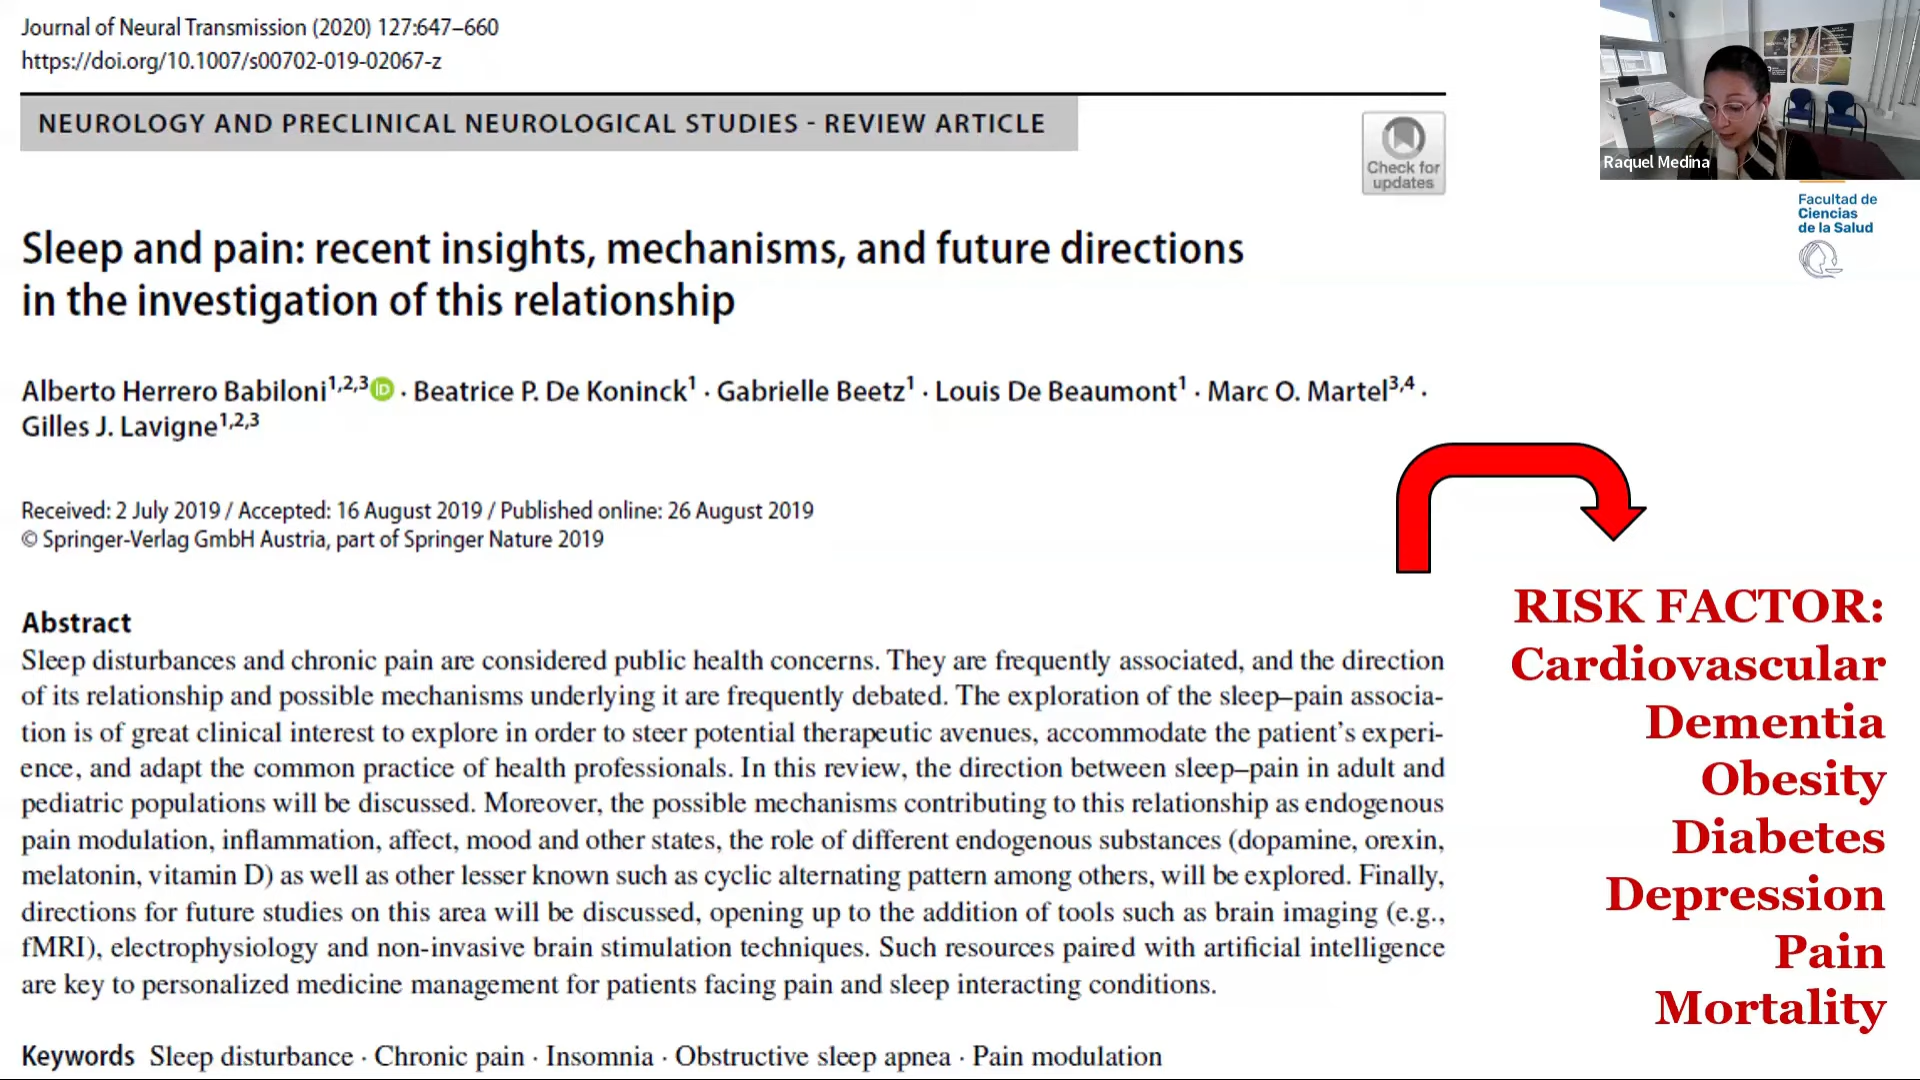 Journal of Neural Transmission (2020) 127:647–660
https://doi.org/10.1007/s00702-019-02067-z
NEUROLOGY AND PRECLINICAL NEUROLOGICAL STUDIES - REVIEW ARTICLE
Check for
updates
Raquel Medina
Facultad de
Ciencias
de la Salud
Sleep and pain: recent insights, mechanisms, and future directions
in the investigation of this relationship
Alberto Herrero Babiloni1,2,3 iD · Beatrice P. De Koninck1 · Gabrielle Beetz1 · Louis De Beaumont1 · Marc O. Martel3,4 ·
Gilles J. Lavigne1,2,3
Received: 2 July 2019 / Accepted: 16 August 2019 / Published online: 26 August 2019
© Springer-Verlag GmbH Austria, part of Springer Nature 2019
Abstract
Sleep disturbances and chronic pain are considered public health concerns. They are frequently associated, and the direction
of its relationship and possible mechanisms underlying it are frequently debated. The exploration of the sleep–pain associa-
tion is of great clinical interest to explore in order to steer potential therapeutic avenues, accommodate the patient's experi-
ence, and adapt the common practice of health professionals. In this review, the direction between sleep–pain in adult and
pediatric populations will be discussed. Moreover, the possible mechanisms contributing to this relationship as endogenous
pain modulation, inflammation, affect, mood and other states, the role of different endogenous substances (dopamine, orexin,
melatonin, vitamin D) as well as other lesser known such as cyclic alternating pattern among others, will be explored. Finally,
directions for future studies on this area will be discussed, opening up to the addition of tools such as brain imaging (e.g.,
fMRI), electrophysiology and non-invasive brain stimulation techniques. Such resources paired with artificial intelligence
are key to personalized medicine management for patients facing pain and sleep interacting conditions.
Keywords Sleep disturbance · Chronic pain · Insomnia · Obstructive sleep apnea · Pain modulation
RISK FACTOR:
Cardiovascular
Dementia
Obesity
Diabetes
Depression
Pain
Mortality